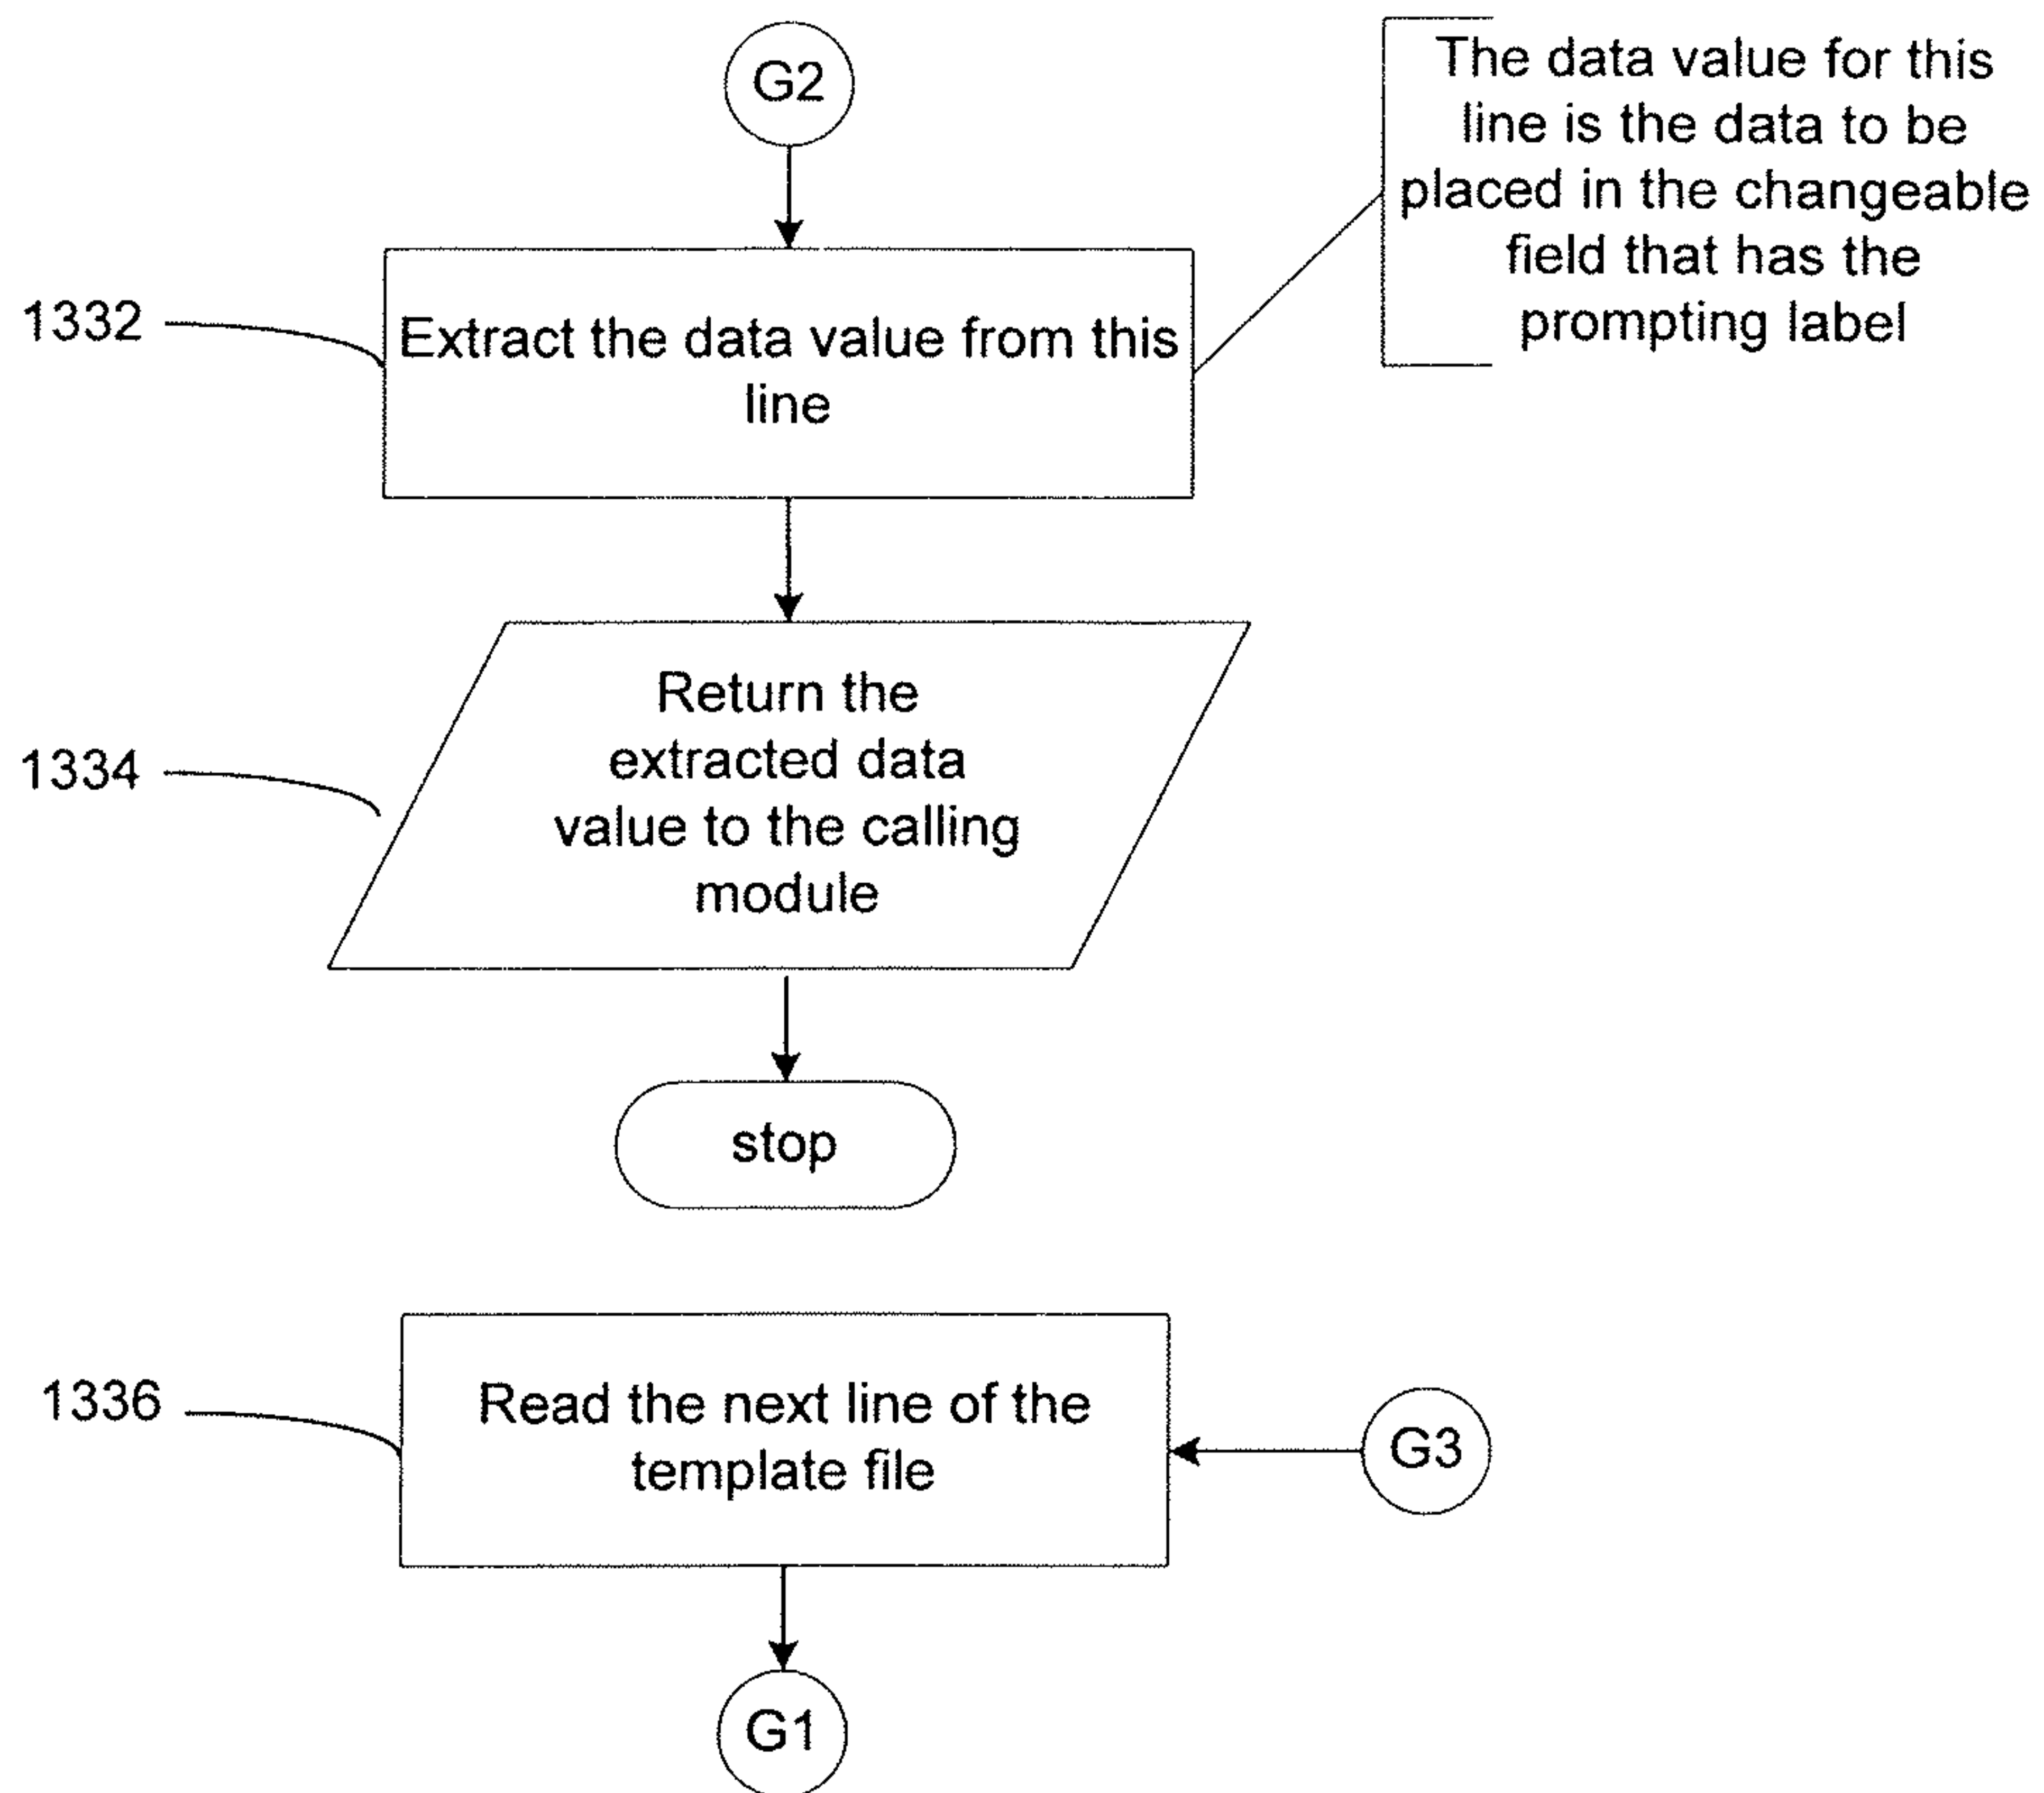 G2
The data value for this
line is the data to be
placed in the changeable
field that has the
prompting label
1332
Extract the data value from this
line
1334
Return the
extracted data
value to the calling
module
stop
1336
Read the next line of the
template file
G3
G1